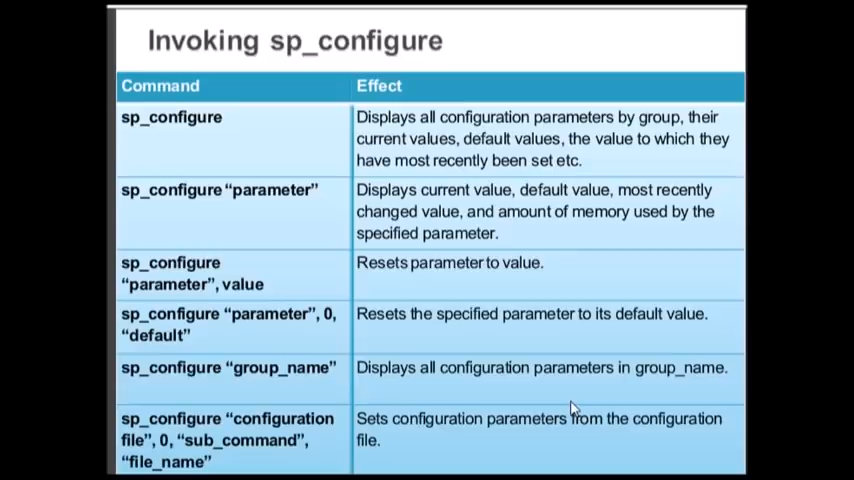 Invoking sp_configure
Command
Effect
sp_configure
Displays all configuration parameters by group, their
current values, default values, the value to which they
have most recently been set etc.
sp_configure “parameter”
Displays current value, default value, most recently
changed value, and amount of memory used by the
specified parameter.
sp_configure
“parameter”, value
Resets parameter to value.
sp_configure “parameter”, 0,
“default”
Resets the specified parameter to its default value.
sp_configure “group_name”
Displays all configuration parameters in group_name.
sp_configure “configuration
file”, 0, “sub_command”,
“file_name”
Sets configuration parameters from the configuration
file.